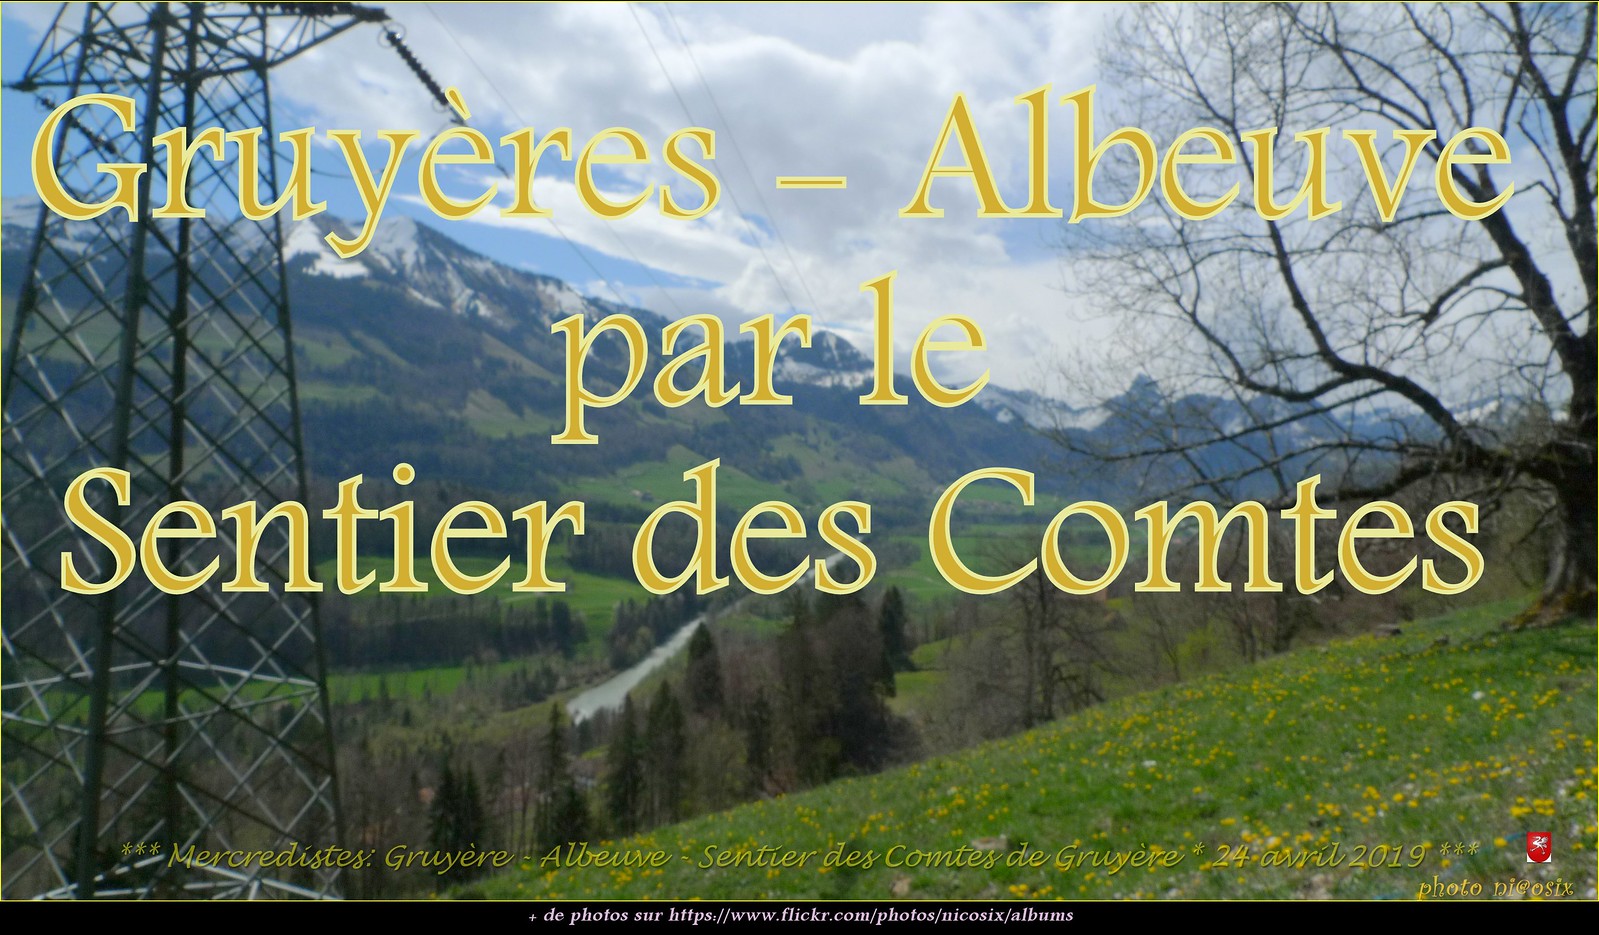 Gruyères – Albeuve
par le
Sentier des Comtes
*** Mercredistes: Gruyère - Albeuve - Sentier des Comtes de Gruyère * 24 avril 2019 ***
photo ni@osix
+ de photos sur https://www.flickr.com/photos/nicosix/albums